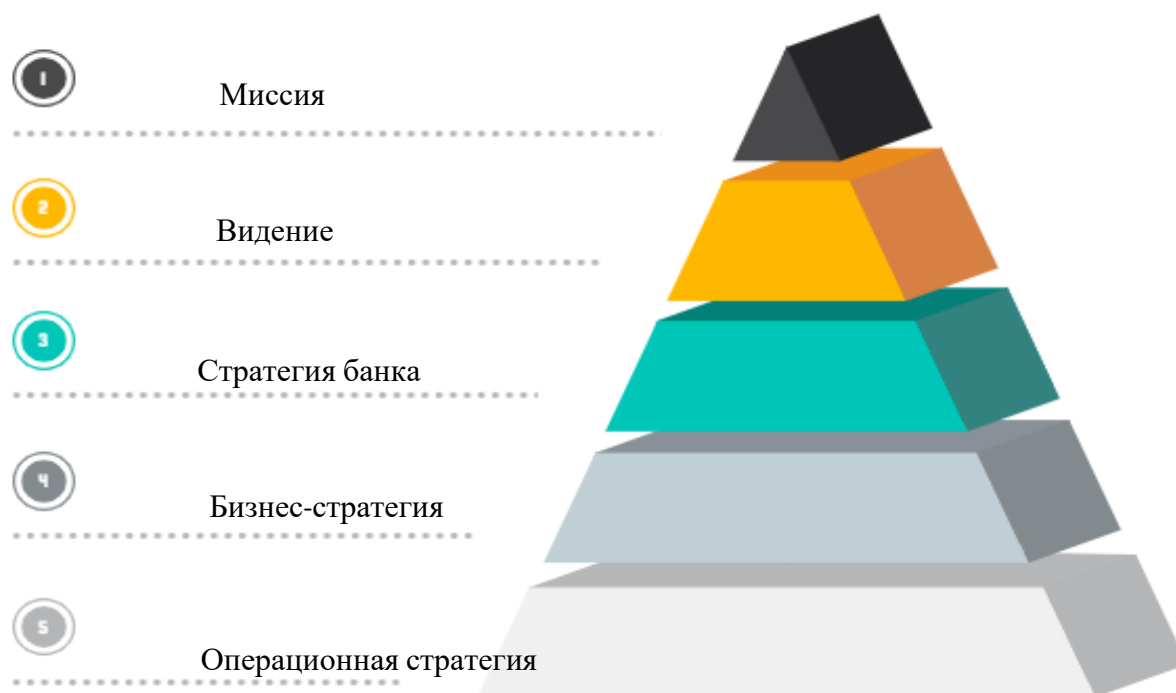 1
Миссия
2
Видение
3
Стратегия банка
4
Бизнес-стратегия
5
Операционная стратегия